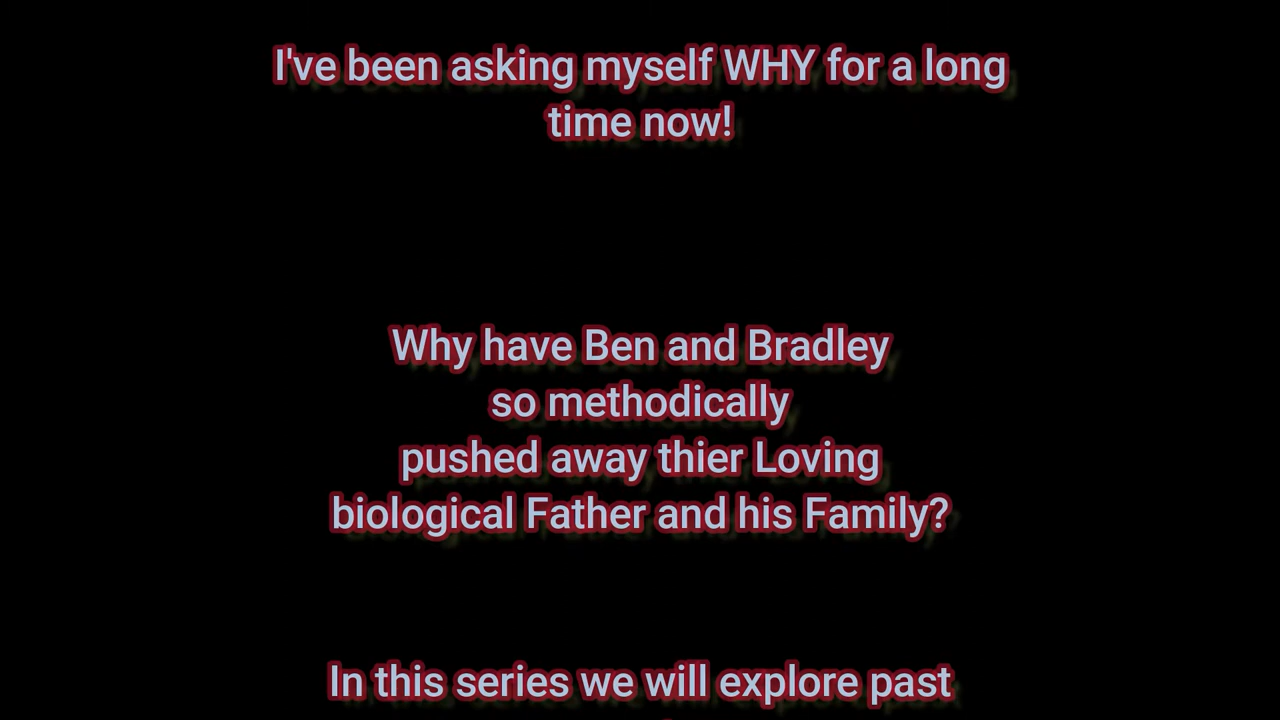 I've been asking myself WHY for a long
time now!
Why have Ben and Bradley
so methodically
pushed away thier Loving
biological Father and his Family?
In this series we will explore past